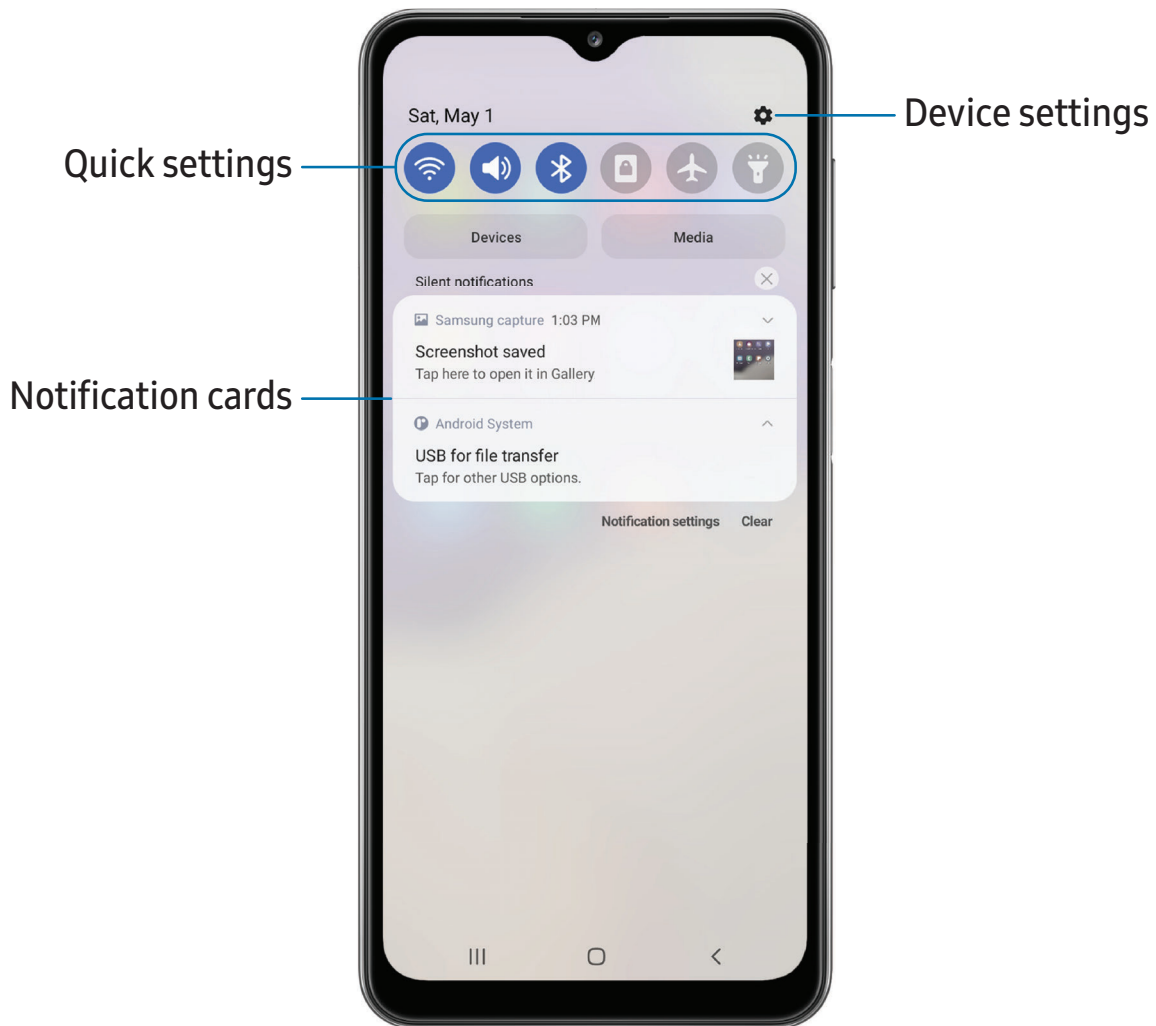 Sat, May 1
Device settings
Quick settings
Devices
Media
Silent notifications
Samsung capture 1:03 PM
Screenshot saved
Tap here to open it in Gallery
Notification cards
Android System
USB for file transfer
Tap for other USB options.
Notification settings
Clear